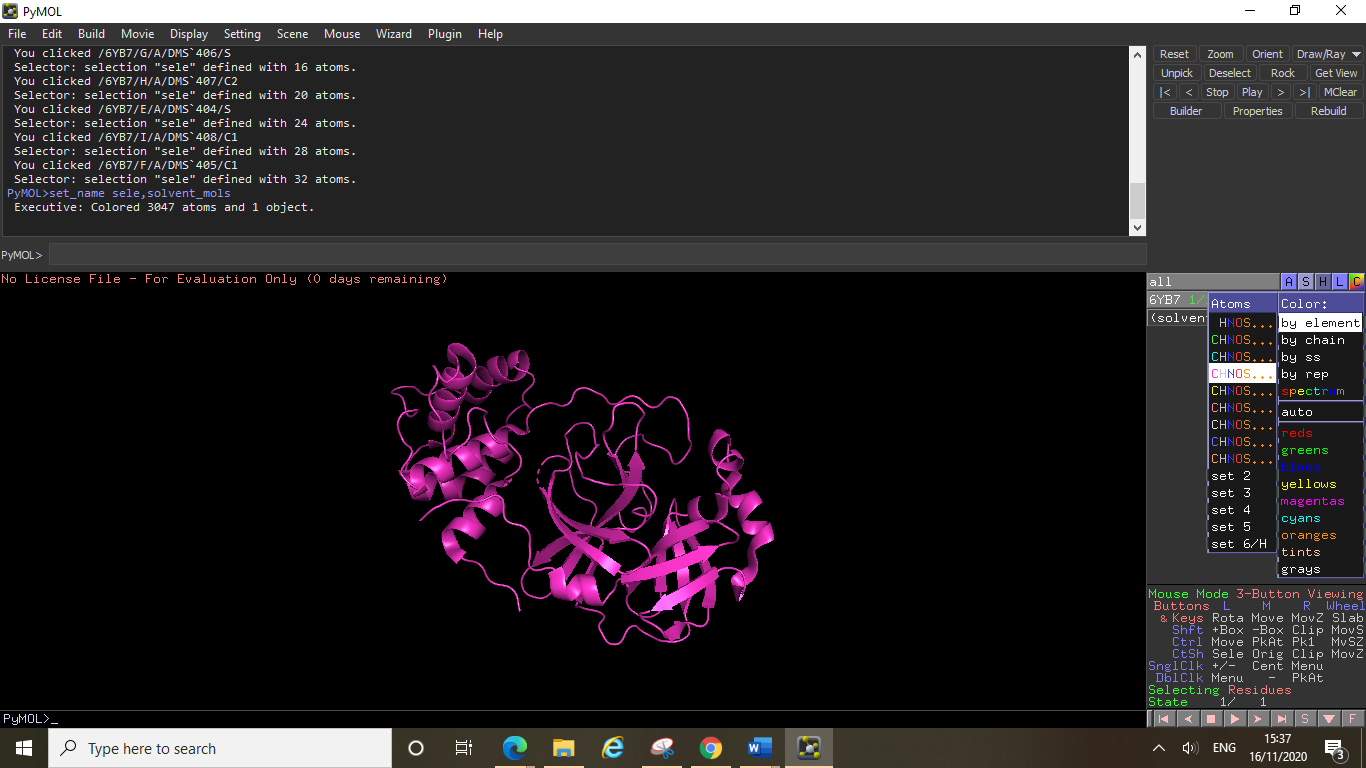 PyMOL
File Edit Build Movie Display Setting Scene Mouse Wizard Plugin Help
You clicked /6YB7/G/A/DMS`406/S
Selector: selection "sele" defined with 16 atoms.
You clicked /6YB7/H/A/DMS`407/C2
Selector: selection "sele" defined with 20 atoms.
You clicked /6YB7/E/A/DMS`404/S
Selector: selection "sele" defined with 24 atoms.
You clicked /6YB7/I/A/DMS`408/C1
Selector: selection "sele" defined with 28 atoms.
You clicked /6YB7/F/A/DMS`405/C1
Selector: selection "sele" defined with 32 atoms.
PyMOL>set_name sele,solvent_mols
Executive: Colored 3047 atoms and 1 object.
PyMOL>
Reset Zoom Orient Draw/Ray
Unpick Deselect Rock Get View
|< < Stop Play > >| MClear
Builder Properties Rebuild
No License File - For Evaluation Only (0 days remaining)
all A S H L C
6YB7 1/
(solven
Atoms
HNOS...
CHNOS...
CHNOS...
CHNOS...
CHNOS...
CHNOS...
CHNOS...
CHNOS...
CHNOS...
set 2
set 3
set 4
set 5
set 6/H
Color:
by element
by chain
by ss
by rep
spectrum
auto
reds
greens
blues
yellows
magentas
cyans
oranges
tints
grays
Mouse Mode 3-Button Viewing
Buttons L M R Wheel
& Keys Rota Move MovZ Slab
Shft +Box -Box Clip MovS
Ctrl Move PkAt Pk1 MvSZ
CtSh Sele Orig Clip MovZ
SnglClk +/- Cent Menu
DblClk Menu - PkAt
Selecting Residues
State 1/ 1
S F
PyMOL>_
Type here to search
ENG
15:37
16/11/2020
3